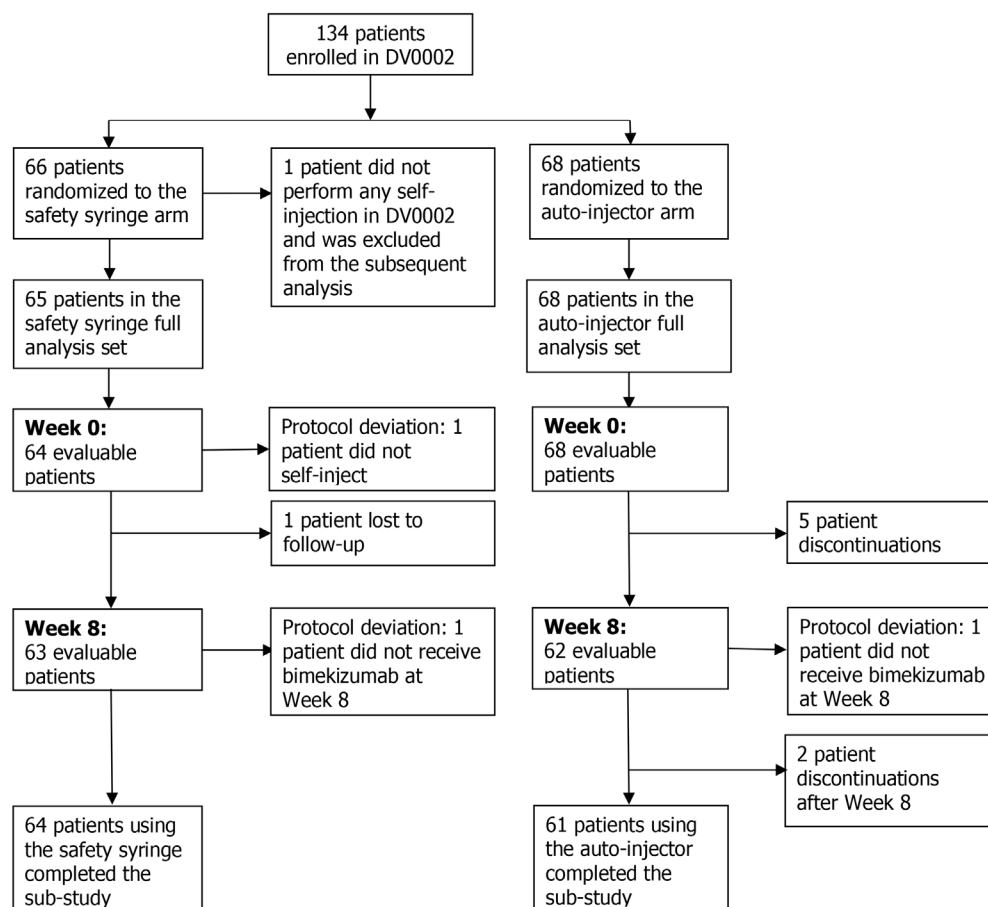 134 patients
enrolled in DV0002
66 patients
randomized to the
safety syringe arm
1 patient did not
perform any self-
injection in DV0002
and was excluded
from the subsequent
analysis
68 patients
randomized to the
auto-injector arm
65 patients in the
safety syringe full
analysis set
68 patients in the
auto-injector full
analysis set
Week 0:
64 evaluable
patients
Protocol deviation: 1
patient did not
self-inject
Week 0:
68 evaluable
patients
1 patient lost to
follow-up
5 patient
discontinuations
Week 8:
63 evaluable
patients
Protocol deviation: 1
patient did not receive
bimekizumab at
Week 8
Week 8:
62 evaluable
patients
Protocol deviation: 1
patient did not
receive bimekizumab
at Week 8
2 patient
discontinuations
after Week 8
64 patients using
the safety syringe
completed the
sub-study
61 patients using
the auto-injector
completed the
sub-study